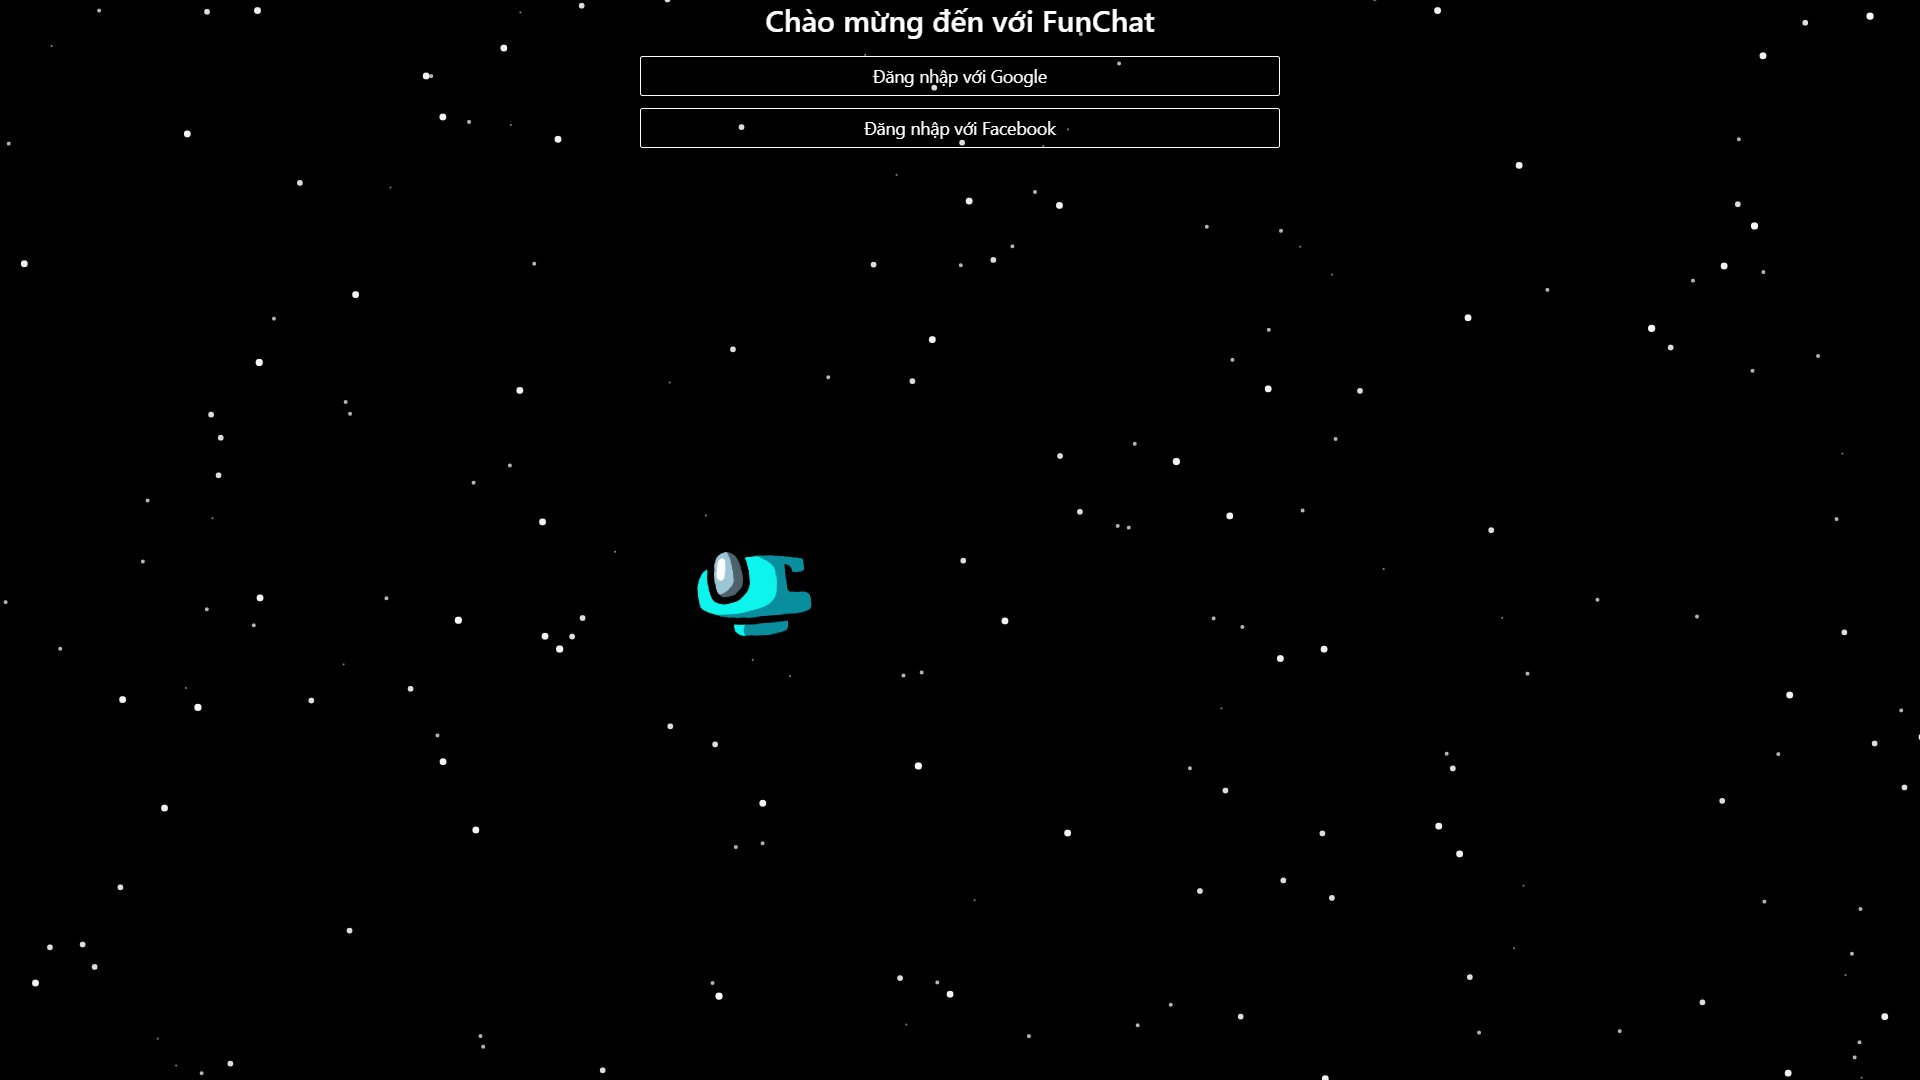 Chào mừng đến với FunChat
Đăng nhập với Google
Đăng nhập với Facebook